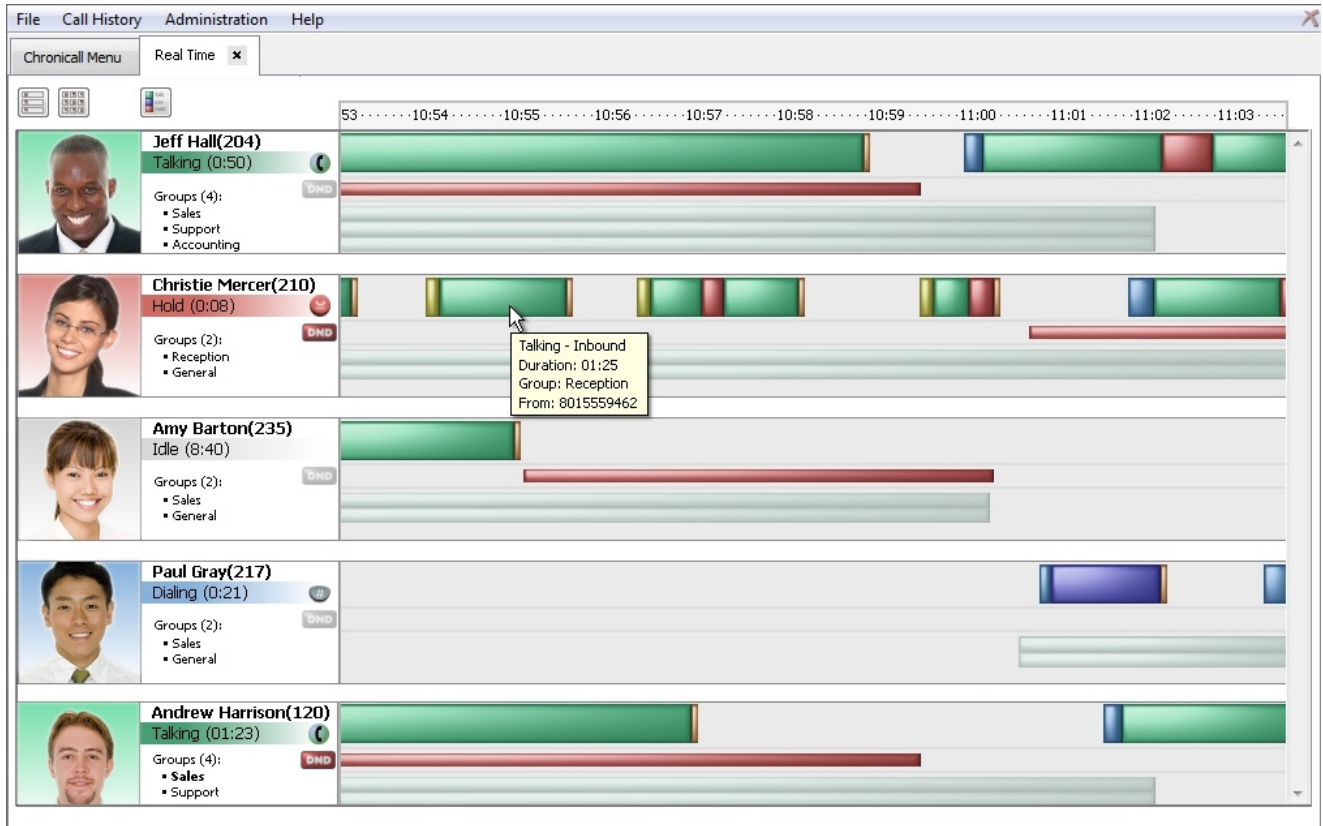 File Call History Administration Help
Chronicall Menu Real Time x
53 · · · · · · · 10:54 · · · · · · · 10:55 · · · · · · · 10:56 · · · · · · · 10:57 · · · · · · · 10:58 · · · · · · · 10:59 · · · · · · · 11:00 · · · · · · · 11:01 · · · · · · · 11:02 · · · · · · · 11:03 · · · ·
Jeff Hall(204)
Talking (0:50)
DND
Groups (4):
▪ Sales
▪ Support
▪ Accounting
Christie Mercer(210)
Hold (0:08)
DND
Groups (2):
▪ Reception
▪ General
Talking - Inbound
Duration: 01:25
Group: Reception
From: 8015559462
Amy Barton(235)
Idle (8:40)
DND
Groups (2):
▪ Sales
▪ General
Paul Gray(217)
Dialing (0:21) #
DND
Groups (2):
▪ Sales
▪ General
Andrew Harrison(120)
Talking (01:23)
Groups (4): DND
▪ Sales
▪ Support